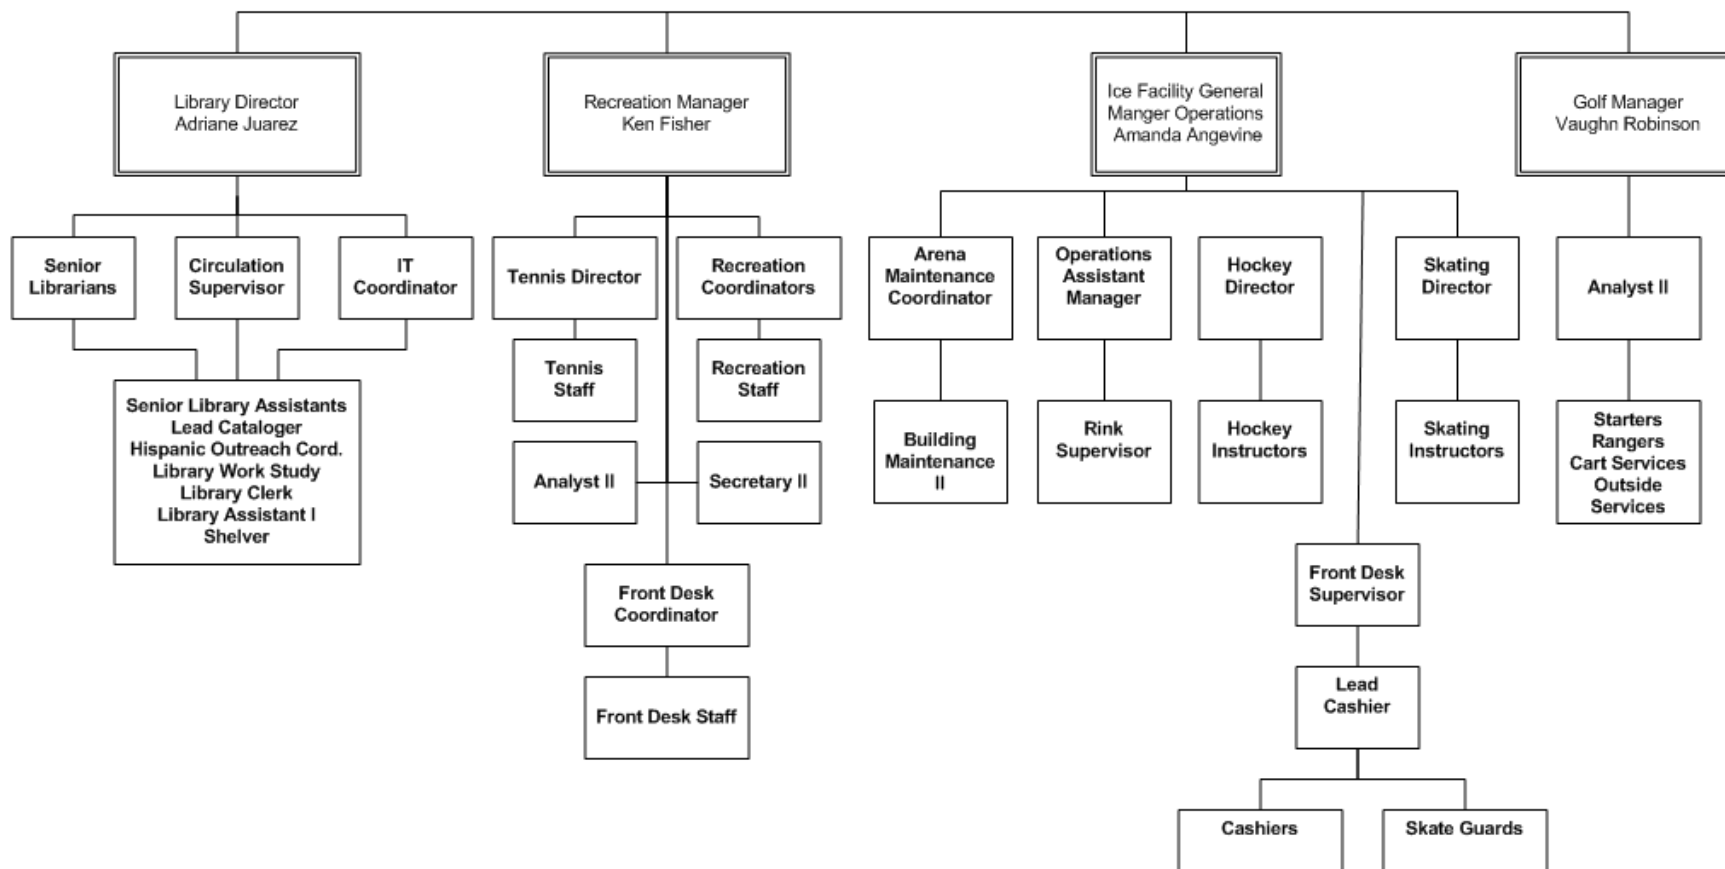 Library Director
Adriane Juarez
Recreation Manager
Ken Fisher
Ice Facility General
Manger Operations
Amanda Angevine
Golf Manager
Vaughn Robinson
Senior
Librarians
Circulation
Supervisor
IT
Coordinator
Tennis Director
Recreation
Coordinators
Arena
Maintenance
Coordinator
Operations
Assistant
Manager
Hockey
Director
Skating
Director
Analyst II
Tennis
Staff
Recreation
Staff
Senior Library Assistants
Lead Cataloger
Hispanic Outreach Cord.
Library Work Study
Library Clerk
Library Assistant I
Shelver
Analyst II
Secretary II
Building
Maintenance
II
Rink
Supervisor
Hockey
Instructors
Skating
Instructors
Starters
Rangers
Cart Services
Outside
Services
Front Desk
Coordinator
Front Desk
Supervisor
Front Desk Staff
Lead
Cashier
Cashiers
Skate Guards